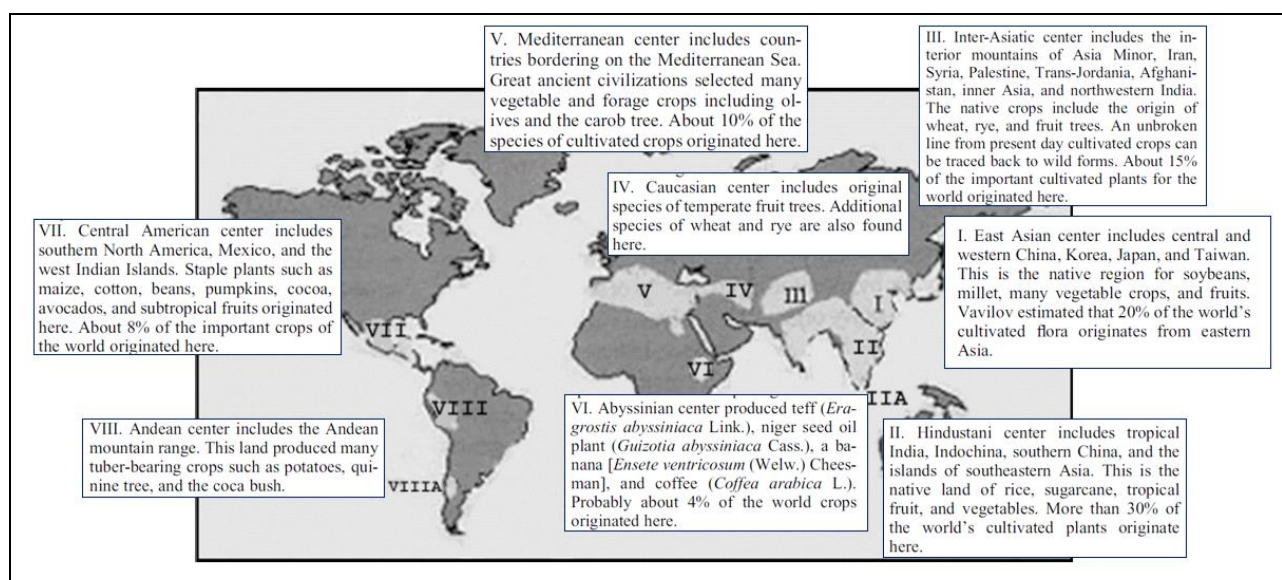 V. Mediterranean center includes coun-
tries bordering on the Mediterranean Sea.
Great ancient civilizations selected many
vegetable and forage crops including ol-
ives and the carob tree. About 10% of the
species of cultivated crops originated here.
III. Inter-Asiatic center includes the in-
terior mountains of Asia Minor, Iran,
Syria, Palestine, Trans-Jordania, Afghani-
stan, inner Asia, and northwestern India.
The native crops include the origin of
wheat, rye, and fruit trees. An unbroken
line from present day cultivated crops can
be traced back to wild forms. About 15%
of the important cultivated plants for the
world originated here.
IV. Caucasian center includes original
species of temperate fruit trees. Additional
species of wheat and rye are also found
here.
VII. Central American center includes
southern North America, Mexico, and the
west Indian Islands. Staple plants such as
maize, cotton, beans, pumpkins, cocoa,
avocados, and subtropical fruits originated
here. About 8% of the important crops of
the world originated here.
I. East Asian center includes central and
western China, Korea, Japan, and Taiwan.
This is the native region for soybeans,
millet, many vegetable crops, and fruits.
Vavilov estimated that 20% of the world's
cultivated flora originates from eastern
Asia.
V
IV
III
I
VII
II
VI
VIII
IIA
VIIIA
VIII. Andean center includes the Andean
mountain range. This land produced many
tuber-bearing crops such as potatoes, qui-
nine tree, and the coca bush.
VI. Abyssinian center produced teff (Era-
grostis abyssiniaca Link.), niger seed oil
plant (Guizotia abyssiniaca Cass.), a ba-
nana [Ensete ventricosum (Welw.) Chees-
man], and coffee (Coffea arabica L.).
Probably about 4% of the world crops
originated here.
II. Hindustani center includes tropical
India, Indochina, southern China, and the
islands of southeastern Asia. This is the
native land of rice, sugarcane, tropical
fruit, and vegetables. More than 30% of
the world's cultivated plants originate
here.